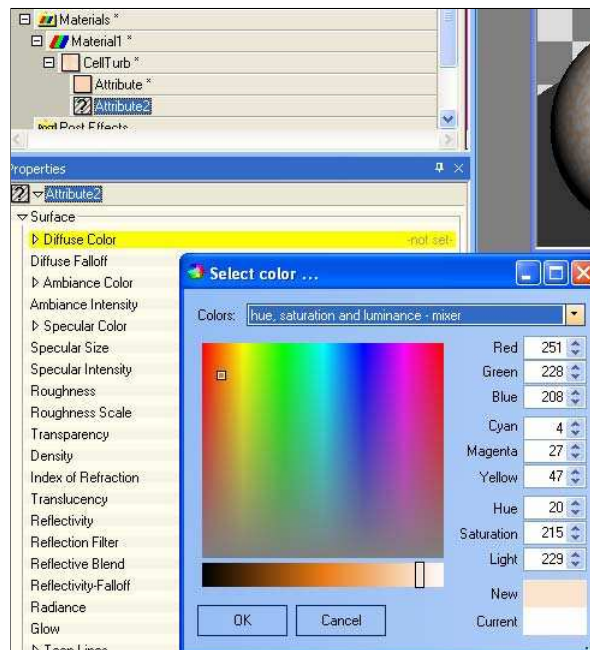 Materials *
Material1 *
CellTurb *
Attribute *
Attribute2
Post Effects
Properties
Attribute2
Surface
Diffuse Color -not set-
Diffuse Falloff
Ambiance Color
Ambiance Intensity
Specular Color
Specular Size
Specular Intensity
Roughness
Roughness Scale
Transparency
Density
Index of Refraction
Translucency
Reflectivity
Reflection Filter
Reflective Blend
Reflectivity-Falloff
Radiance
Glow
Toon Lines
Select color ...
Colors: hue, saturation and luminance - mixer
Red 251
Green 228
Blue 208
Cyan 4
Magenta 27
Yellow 47
Hue 20
Saturation 215
Light 229
New
Current
OK Cancel